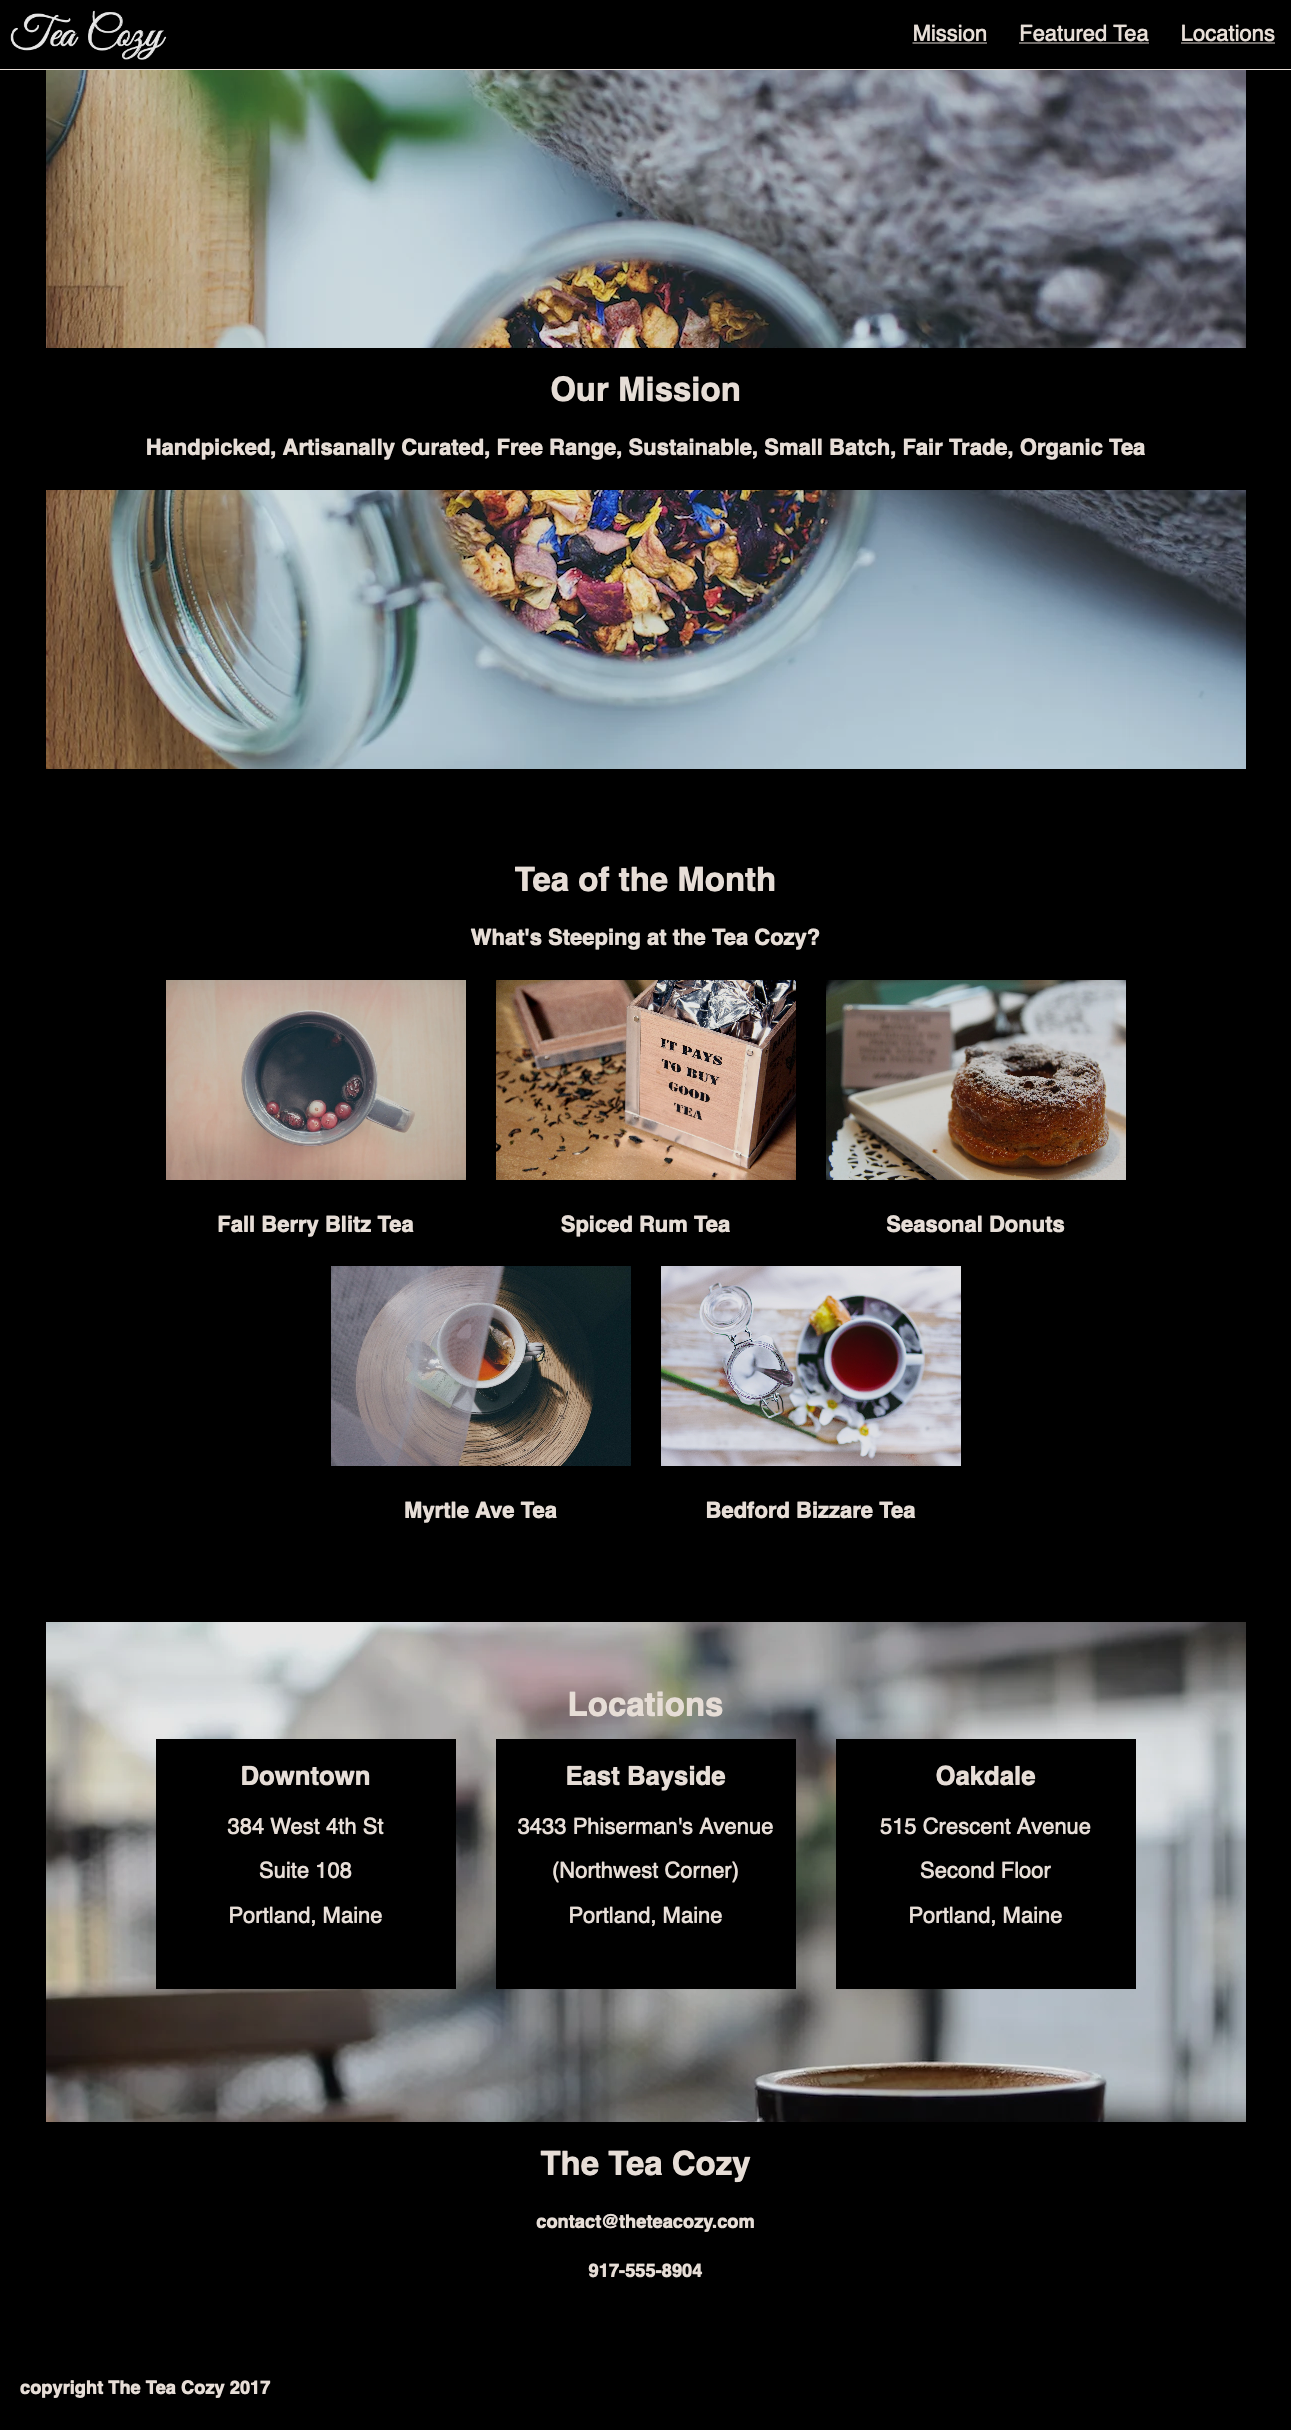 Tea Cozy
Mission Featured Tea Locations
Our Mission
Handpicked, Artisanally Curated, Free Range, Sustainable, Small Batch, Fair Trade, Organic Tea
Tea of the Month
What's Steeping at the Tea Cozy?
IT PAYS
TO BUY
GOOD
TEA
Fall Berry Blitz Tea
Spiced Rum Tea
Seasonal Donuts
Myrtle Ave Tea
Bedford Bizzare Tea
Locations
Downtown
384 West 4th St
Suite 108
Portland, Maine
East Bayside
3433 Phiserman's Avenue
(Northwest Corner)
Portland, Maine
Oakdale
515 Crescent Avenue
Second Floor
Portland, Maine
The Tea Cozy
contact@theteacozy.com
917-555-8904
copyright The Tea Cozy 2017